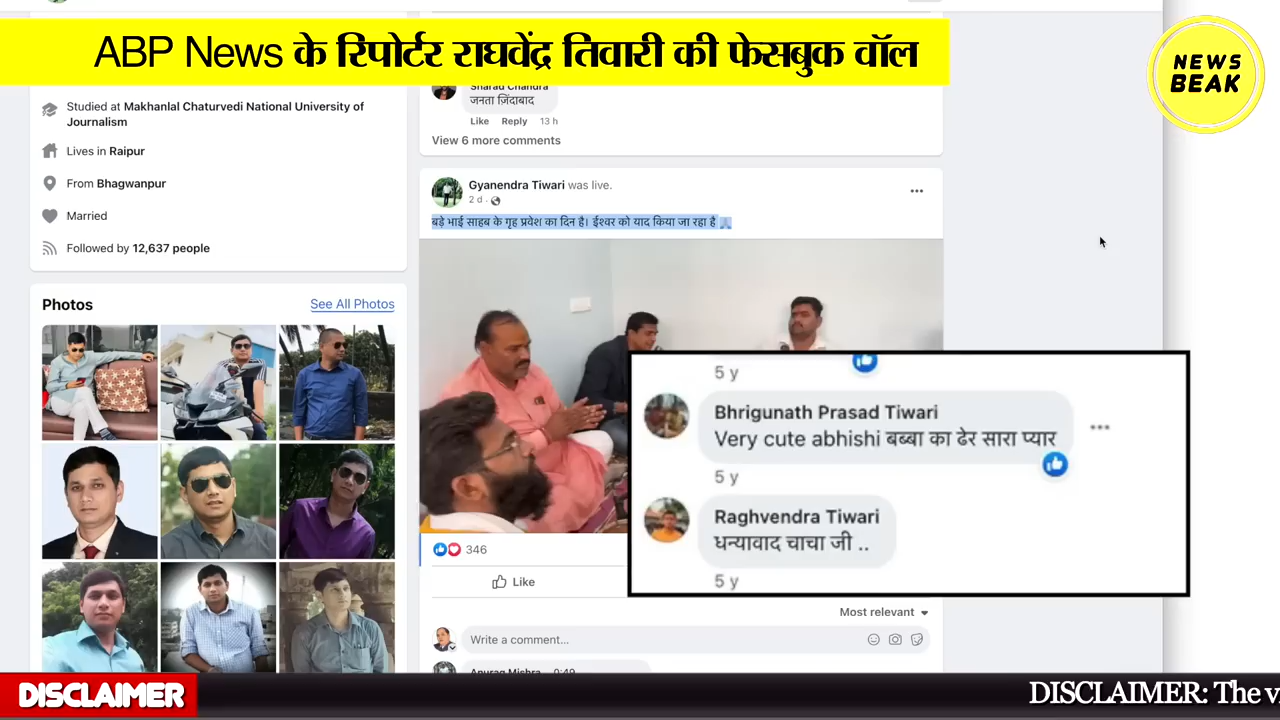 ABP News के रिपोर्टर राघवेंद्र तिवारी की फेसबुक वॉल
NEWS
BEAK
Studied at Makhanlal Chaturvedi National University of
Journalism
Lives in Raipur
From Bhagwanpur
Married
Followed by 12,637 people
Photos
See All Photos
Sharad Chandra
जनता ज़िंदाबाद
Like Reply 13 h
View 6 more comments
Gyanendra Tiwari was live.
2 d
बड़े भाई साहब के गृह प्रवेश का दिन है। ईश्वर को याद किया जा रहा है
346
Like
5 y
Bhrigunath Prasad Tiwari
Very cute abhishi बब्बा का ढेर सारा प्यार
5 y
Raghvendra Tiwari
धन्यावाद चाचा जी ..
5 y
Most relevant
Write a comment...
Anurag Mishra 0:49
DISCLAIMER
DISCLAIMER: The v